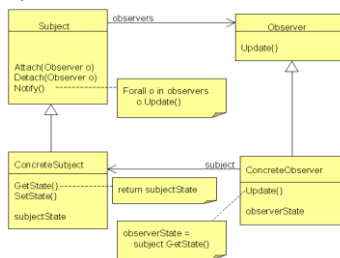 Subject
observers
Observer
Attach(Observer o)
Detach(Observer o)
Notify()
Update()
Forall o in observers
o.Update()
ConcreteSubject
subject
ConcreteObserver
GetState()
SetState()
subjectState
return subjectState
Update()
observerState
observerState =
subject.GetState()